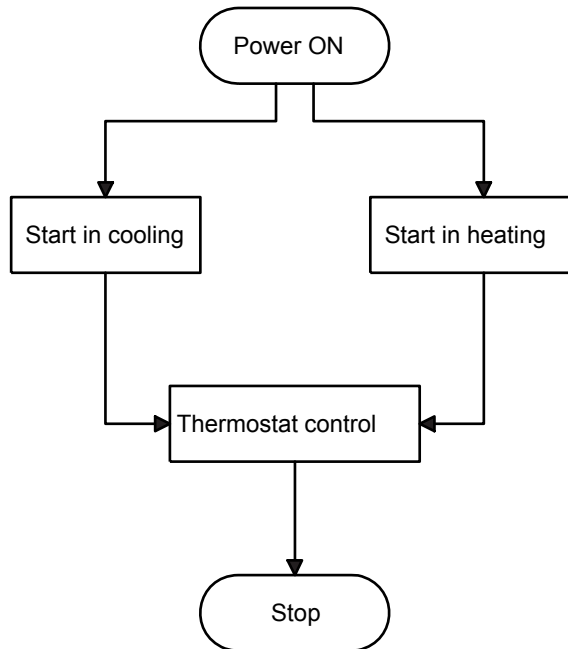 Power ON
Start in cooling
Start in heating
Thermostat control
Stop